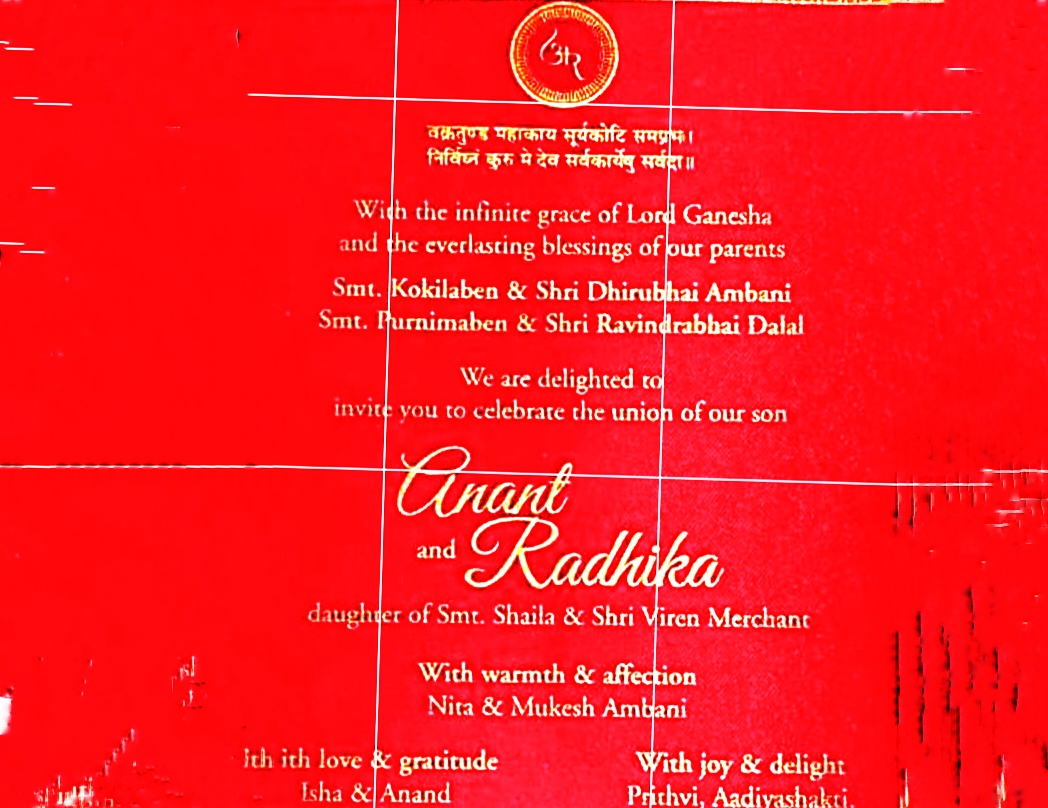 वक्रतुण्ड महाकाय सूर्यकोटि समप्रभः।
निर्विघ्नं कुरु मे देव सर्वकार्येषु सर्वदा॥
With the infinite grace of Lord Ganesha
and the everlasting blessings of our parents
Smt. Kokilaben & Shri Dhirubhai Ambani
Smt. Purnimaben & Shri Ravindrabhai Dalal
We are delighted to
invite you to celebrate the union of our son
Anant
and Radhika
daughter of Smt. Shaila & Shri Viren Merchant
With warmth & affection
Nita & Mukesh Ambani
ith ith love & gratitude
Isha & Anand
With joy & delight
Prithvi, Aadiyashakti,